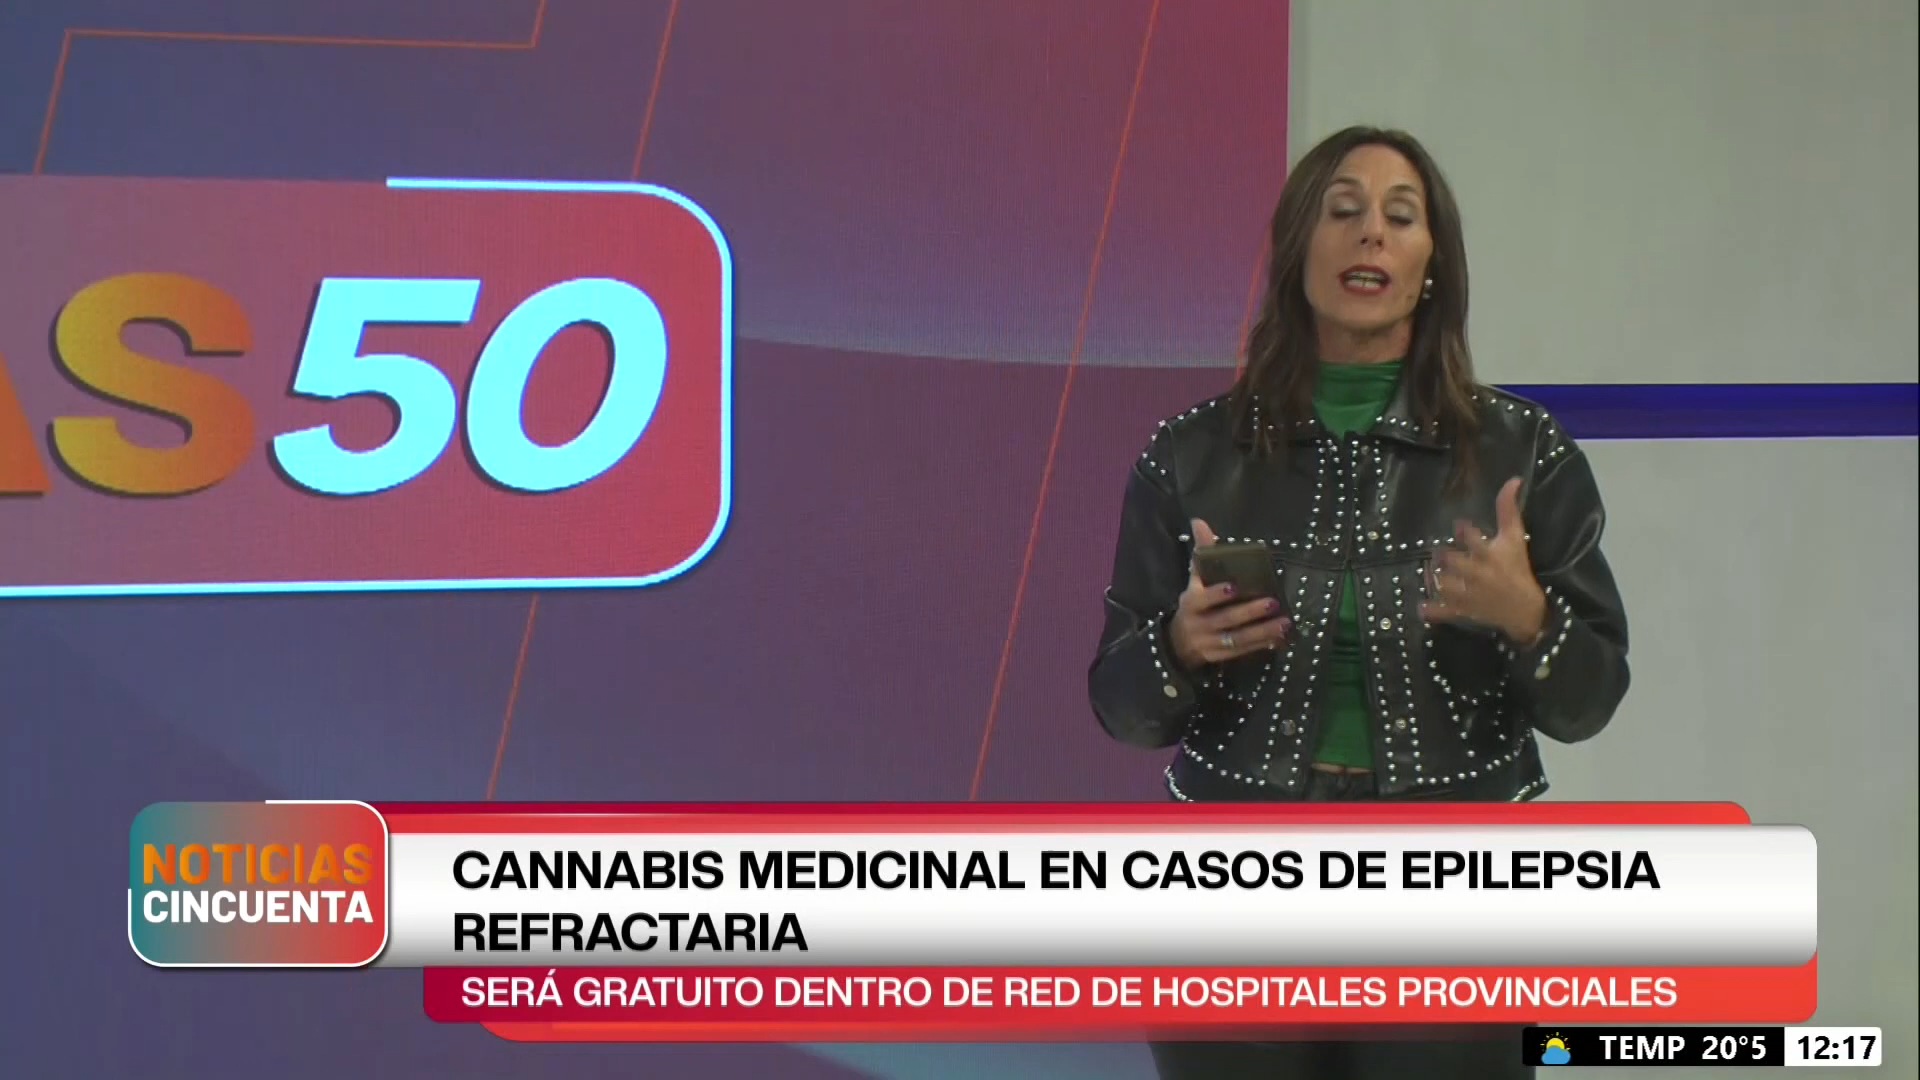 AS50
NOTICIAS
CINCUENTA
CANNABIS MEDICINAL EN CASOS DE EPILEPSIA
REFRACTARIA
SERÁ GRATUITO DENTRO DE RED DE HOSPITALES PROVINCIALES
TEMP 20°5 12:17